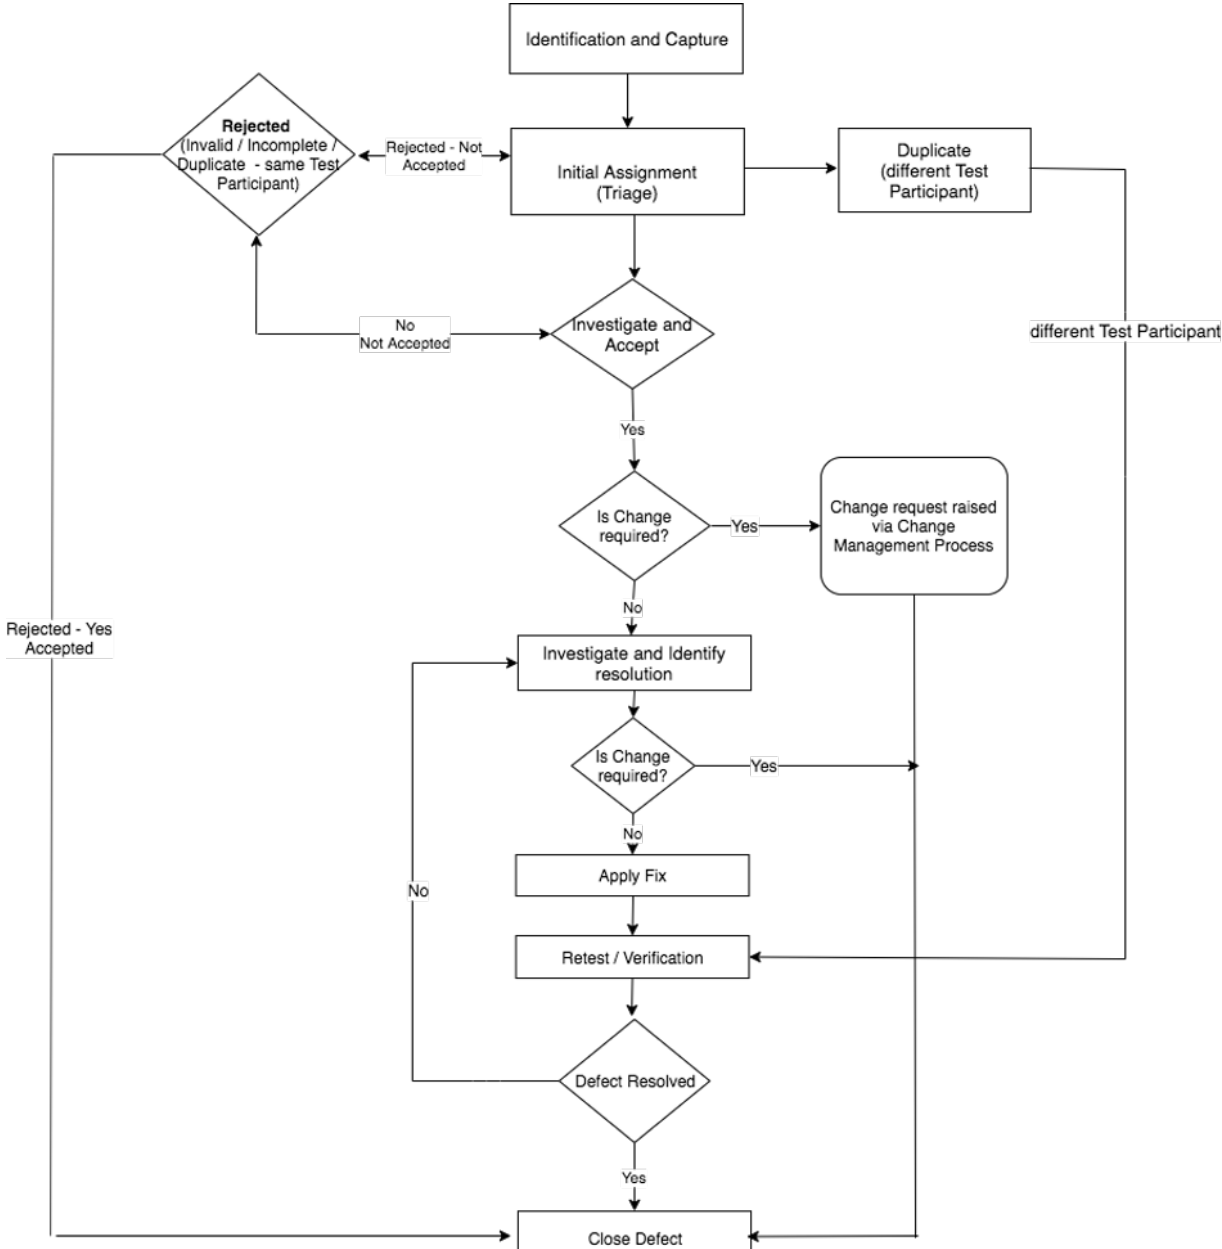 Identification and Capture
Rejected
(Invalid / Incomplete /
Duplicate - same Test
Participant)
Rejected - Not
Accepted
Initial Assignment
(Triage)
Duplicate
(different Test
Participant)
No
Not Accepted
Investigate and
Accept
different Test Participant
Yes
Is Change
required?
Yes
Change request raised
via Change
Management Process
No
Rejected - Yes
Accepted
Investigate and Identify
resolution
Is Change
required?
Yes
No
Apply Fix
No
Retest / Verification
Defect Resolved
Yes
Close Defect